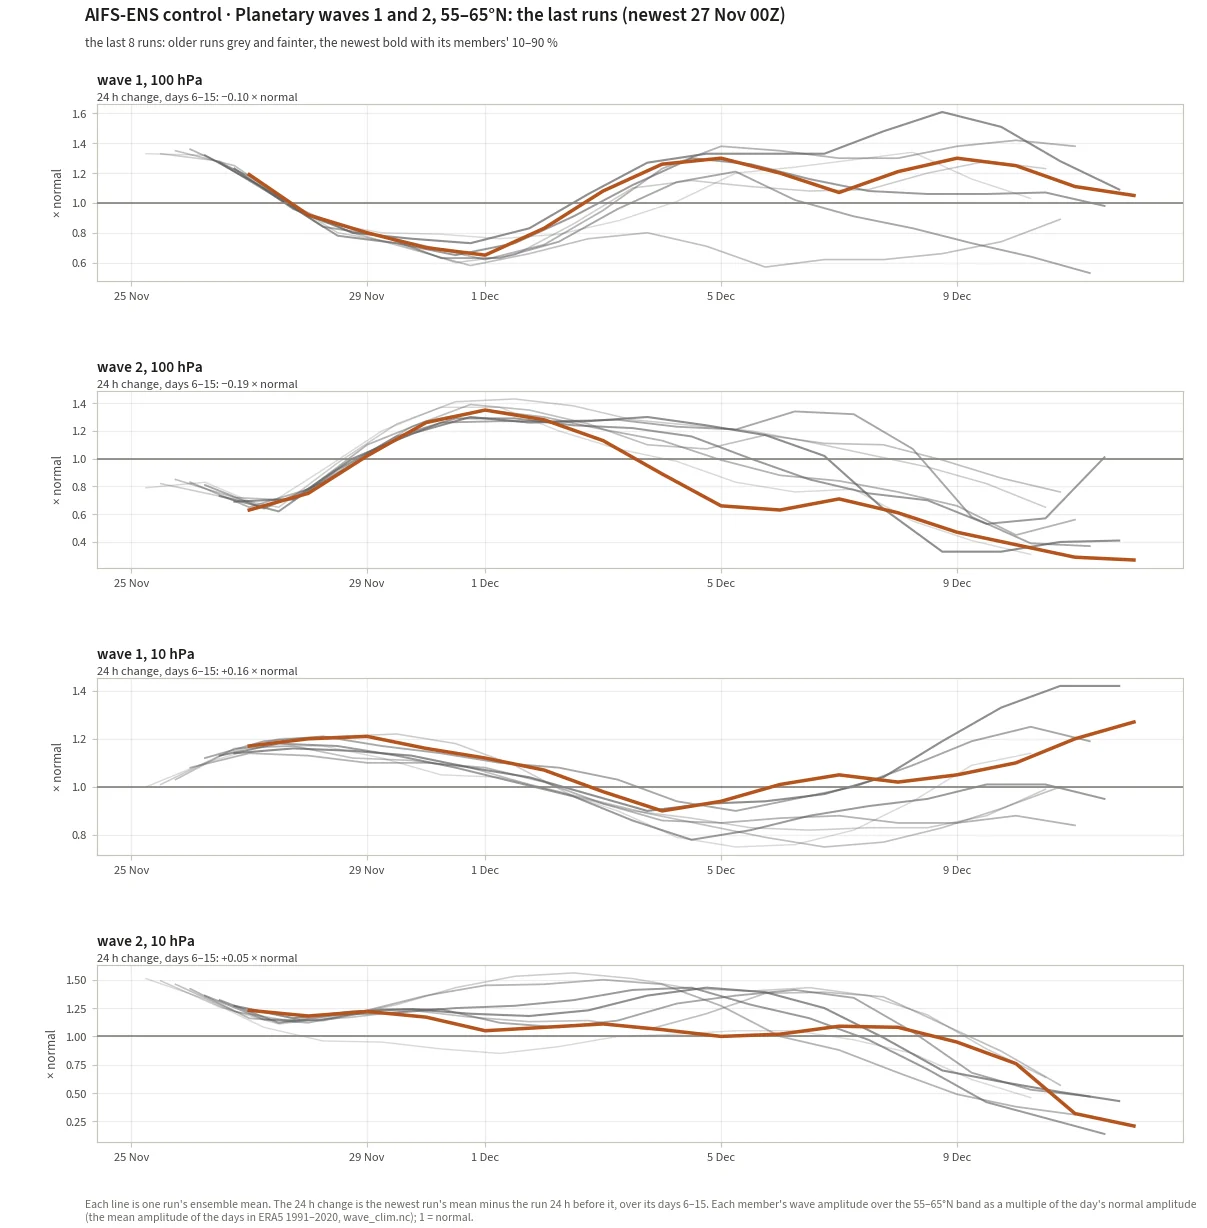 AIFS-ENS control · Planetary waves 1 and 2, 55–65°N: the last runs (newest 27 Nov 00Z)
the last 8 runs: older runs grey and fainter, the newest bold with its members' 10–90 %
wave 1, 100 hPa
24 h change, days 6–15: −0.10 × normal
1.6
1.4
1.2
1.0
0.8
0.6
× normal
25 Nov 29 Nov 1 Dec 5 Dec 9 Dec
wave 2, 100 hPa
24 h change, days 6–15: −0.19 × normal
1.4
1.2
1.0
0.8
0.6
0.4
× normal
25 Nov 29 Nov 1 Dec 5 Dec 9 Dec
wave 1, 10 hPa
24 h change, days 6–15: +0.16 × normal
1.4
1.2
1.0
0.8
× normal
25 Nov 29 Nov 1 Dec 5 Dec 9 Dec
wave 2, 10 hPa
24 h change, days 6–15: +0.05 × normal
1.50
1.25
1.00
0.75
0.50
0.25
× normal
25 Nov 29 Nov 1 Dec 5 Dec 9 Dec
Each line is one run's ensemble mean. The 24 h change is the newest run's mean minus the run 24 h before it, over its days 6–15. Each member's wave amplitude over the 55–65°N band as a multiple of the day's normal amplitude
(the mean amplitude of the days in ERA5 1991–2020, wave_clim.nc); 1 = normal.